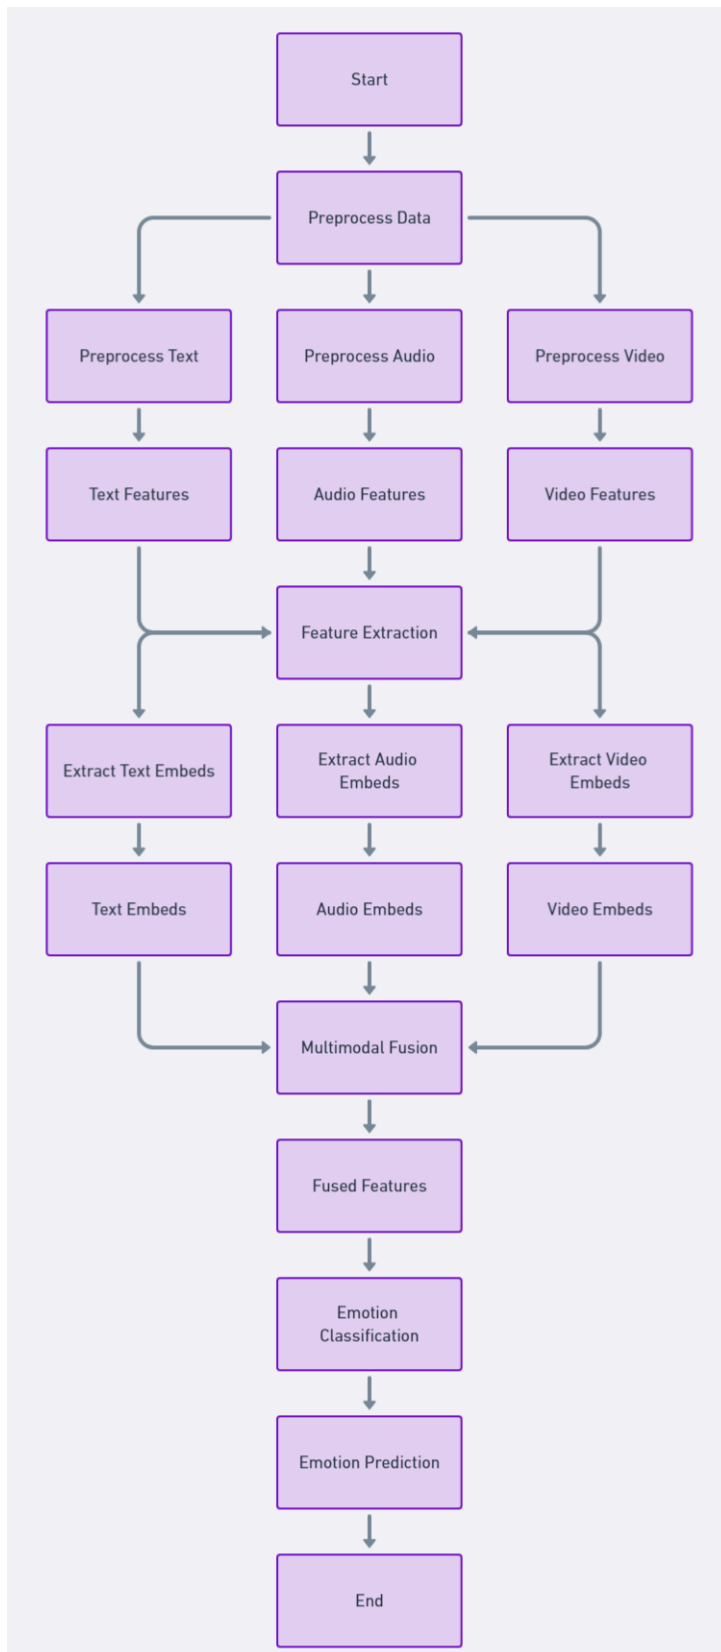 Start
Preprocess Data
Preprocess Text
Preprocess Audio
Preprocess Video
Text Features
Audio Features
Video Features
Feature Extraction
Extract Text Embeds
Extract Audio
Embeds
Extract Video
Embeds
Text Embeds
Audio Embeds
Video Embeds
Multimodal Fusion
Fused Features
Emotion
Classification
Emotion Prediction
End